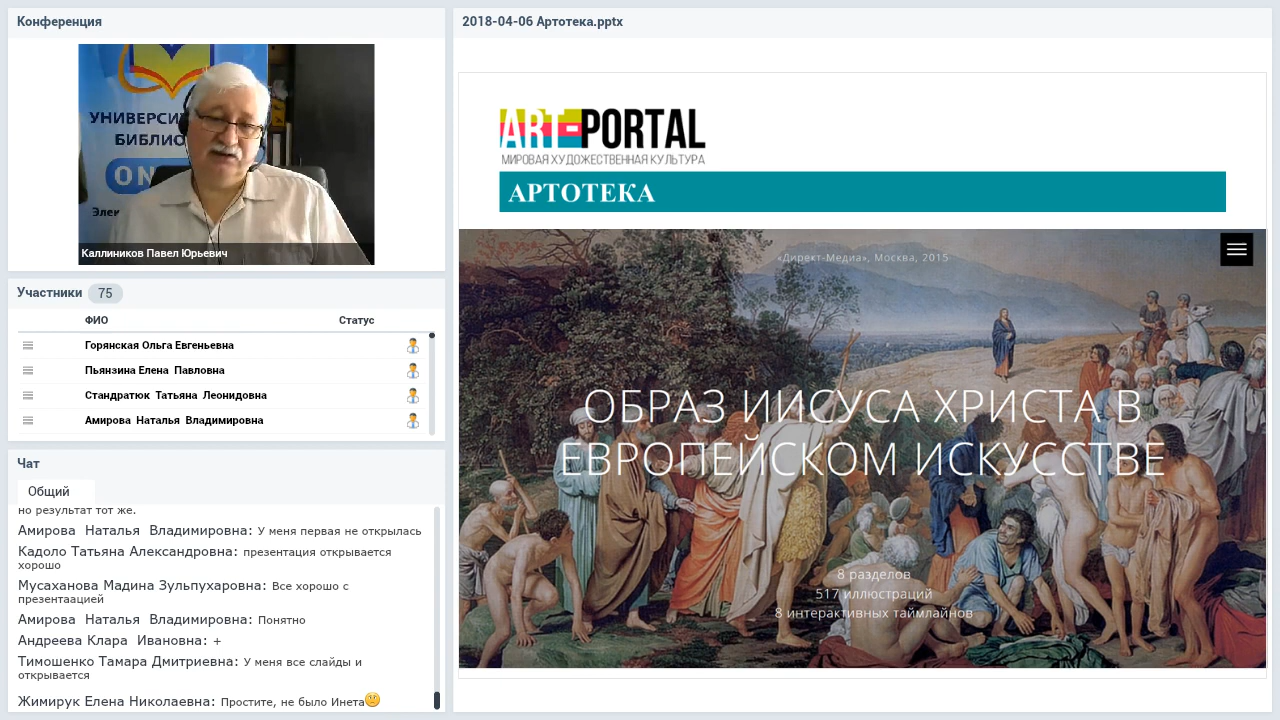 Конференция
УНИВЕРСИ
БИБЛИО
ON
Элек
Каллиников Павел Юрьевич
Участники 75
ФИО Статус
Горянская Ольга Евгеньевна
Пьянзина Елена Павловна
Стандратюк Татьяна Леонидовна
Амирова Наталья Владимировна
Чат
Общий
но результат тот же.
Амирова Наталья Владимировна: У меня первая не открылась
Кадоло Татьяна Александровна: презентация открывается
хорошо
Мусаханова Мадина Зульпухаровна: Все хорошо с
презентаацией
Амирова Наталья Владимировна: Понятно
Андреева Клара Ивановна: +
Тимошенко Тамара Дмитриевна: У меня все слайды и
открывается
Жимирук Елена Николаевна: Простите, не было Инета
2018-04-06 Артотека.pptx
ART-PORTAL
МИРОВАЯ ХУДОЖЕСТВЕННАЯ КУЛЬТУРА
АРТОТЕКА
«Директ-Медиа», Москва, 2015
ОБРАЗ ИИСУСА ХРИСТА В
ЕВРОПЕЙСКОМ ИСКУССТВЕ
8 разделов
517 иллюстраций
8 интерактивных таймлайнов